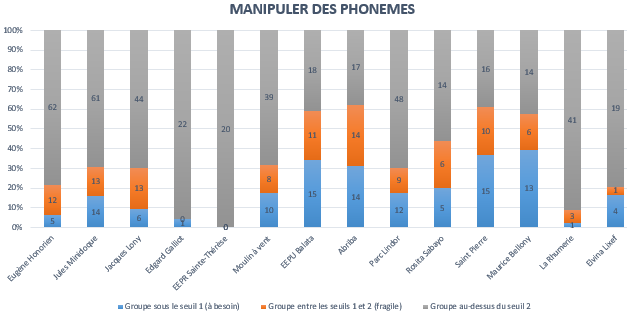 MANIPULER DES PHONEMES
100%
90%
80%
70%
60%
50%
40%
30%
20%
10%
0%
62 61 44 22 20 39 18 17 48 14 16 14 41 19
12 13 13 0 0 8 11 14 9 6 10 6 3 1
5 14 6 1 0 10 15 14 12 5 15 13 1 4
Eugène Honorien
Jules Minidoque
Jacques Lony
Edgard Galliot
EEPR Sainte-Thérèse
Moulin à vent
EEPU Balata
Abriba
Parc Lindor
Rosita Sabayo
Saint Pierre
Maurice Bellony
La Rhumerie
Elvina Lixef
Groupe sous le seuil 1 (à besoin)
Groupe entre les seuils 1 et 2 (fragile)
Groupe au-dessus du seuil 2